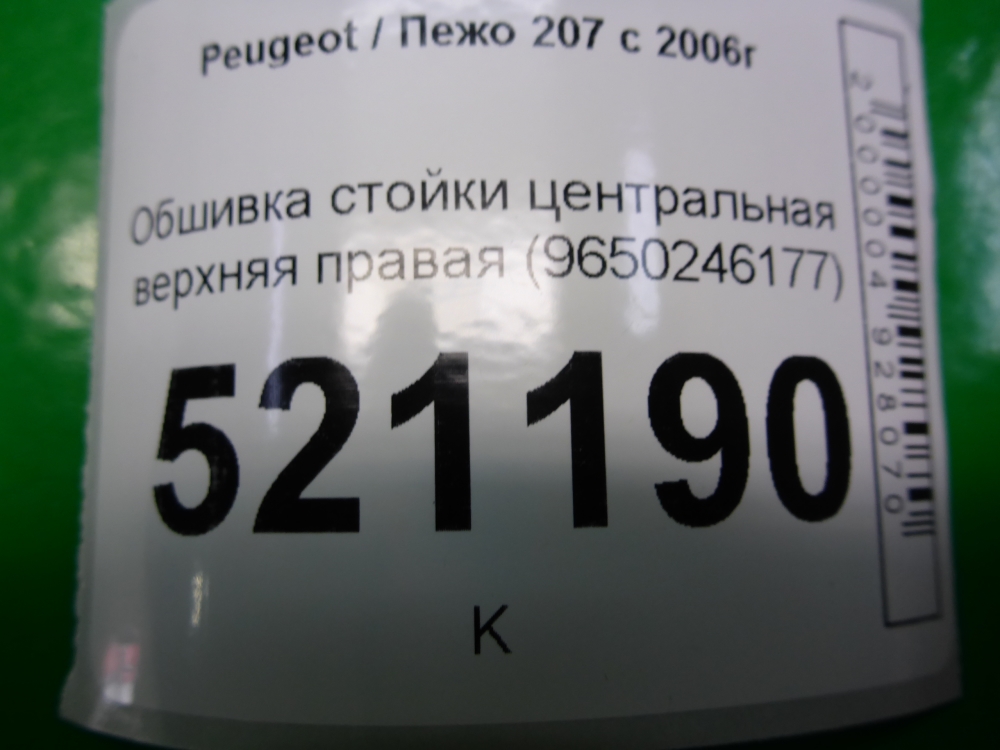 Peugeot / Пежо 207 с 2006г
Обшивка стойки центральная
верхняя правая (9650246177)
521190
К
2000004928070